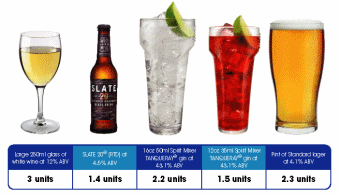 SLATE
20
Large 250ml glass of
white wine at 12% ABV
3 units
SLATE 20® (RTD) at
4.6% ABV
1.4 units
16oz 50ml Spirit Mixer
TANQUERAY® gin at
43.1% ABV
2.2 units
12oz 35ml Spirit Mixer
TANQUERAY® gin at
43.1% ABV
1.5 units
Pint of Standard lager
at 4.1% ABV
2.3 units